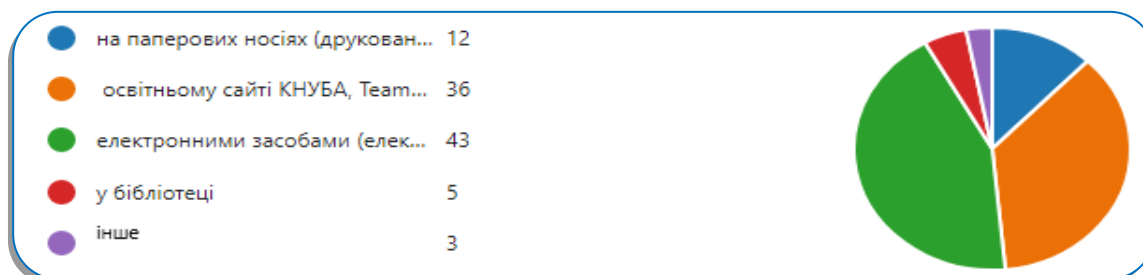 на паперових носіях (друкован... 12
освітньому сайті КНУБА, Team... 36
електронними засобами (елек... 43
у бібліотеці 5
інше 3